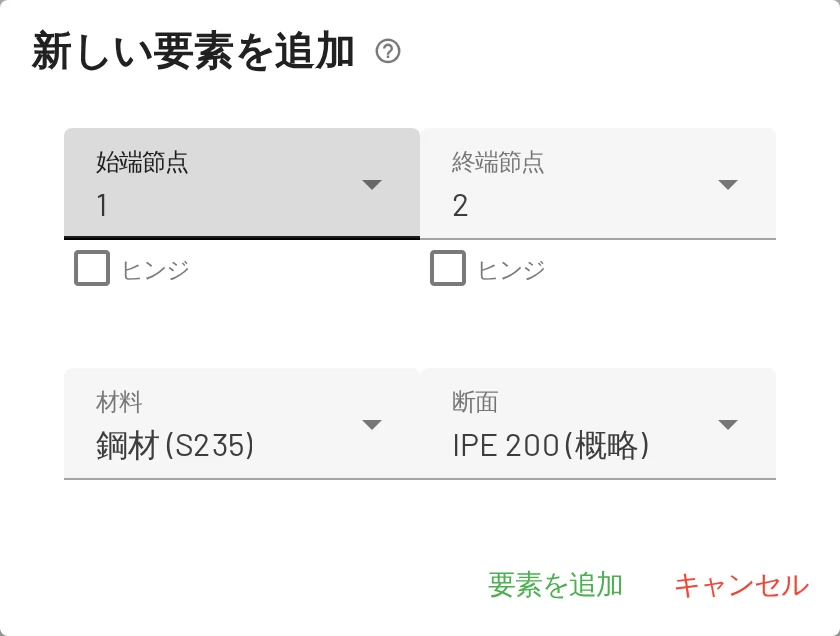 新しい要素を追加
始端節点 終端節点
1 2
ヒンジ ヒンジ
材料 断面
鋼材 (S235) IPE 200 (概略)
要素を追加 キャンセル